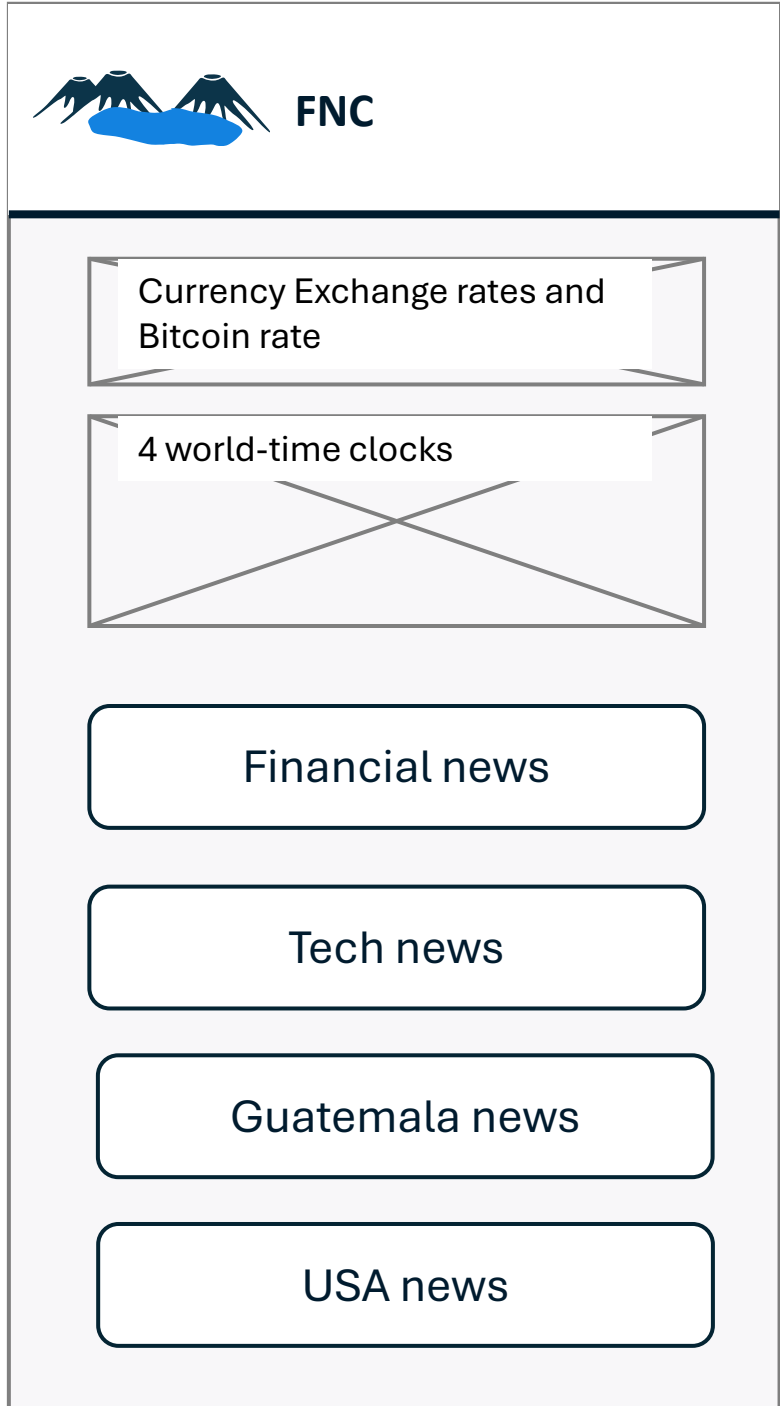 FNC
Currency Exchange rates and
Bitcoin rate
4 world-time clocks
Financial news
Tech news
Guatemala news
USA news